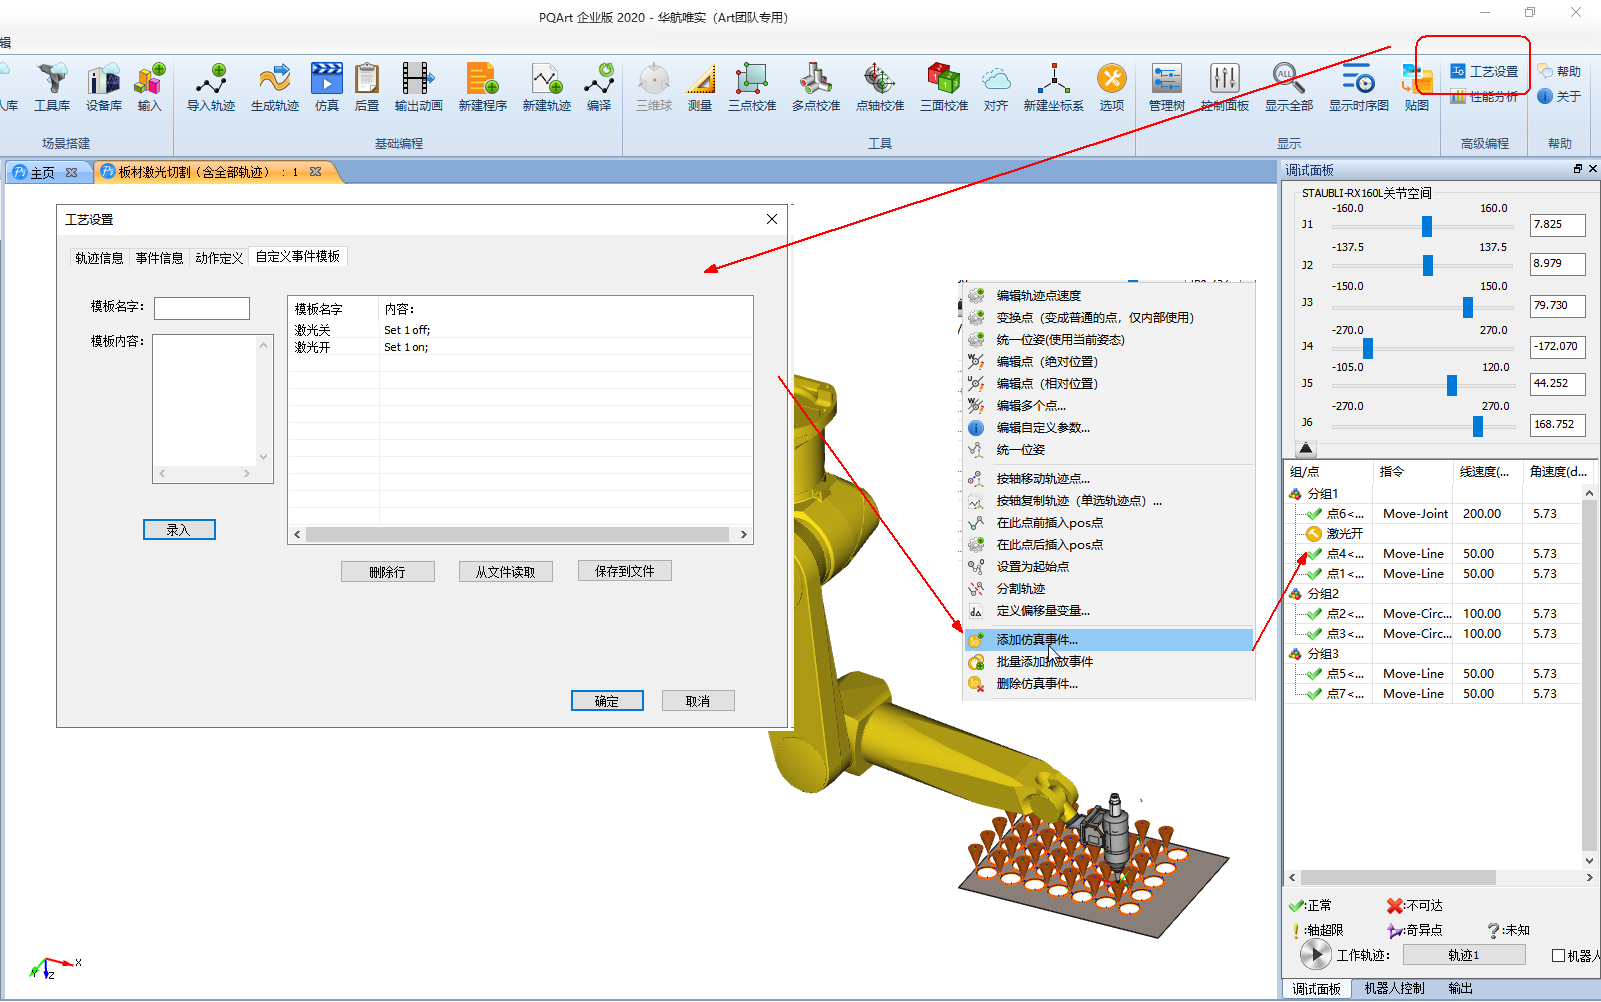 PQArt 企业版 2020 - 华航唯实（Art团队专用）
辑
工具库
设备库
输入
导入轨迹
生成轨迹
仿真
后置
输出动画
新建程序
新建轨迹
编译
三维球
测量
三点校准
多点校准
点轴校准
三面校准
对齐
新建坐标系
选项
管理树
控制面板
显示全部
显示时序图
贴图
工艺设置
性能分析
帮助
关于
场景搭建
基础编程
工具
显示
高级编程
帮助
主页
板材激光切割（含全部轨迹） : 1
工艺设置
轨迹信息 事件信息 动作定义 自定义事件模板
模板名字:
模板内容:
模板名字 内容:
激光关 Set 1 off;
激光开 Set 1 on;
录入
删除行 从文件读取 保存到文件
确定 取消
编辑轨迹点速度
变换点（变成普通的点，仅内部使用）
统一位姿(使用当前姿态)
编辑点（绝对位置）
编辑点（相对位置）
编辑多个点...
编辑自定义参数...
统一位姿
按轴移动轨迹点...
按轴复制轨迹（单选轨迹点）...
在此点前插入pos点
在此点后插入pos点
设置为起始点
分割轨迹
定义偏移量变量...
添加仿真事件...
批量添加抓放事件
删除仿真事件...
调试面板
STAUBLI-RX160L关节空间
-160.0 160.0
J1 7.825
-137.5 137.5
J2 8.979
-150.0 150.0
J3 79.730
-270.0 270.0
J4 -172.070
-105.0 120.0
J5 44.252
-270.0 270.0
J6 168.752
组/点 指令 线速度(... 角速度(d...
分组1
点6<... Move-Joint 200.00 5.73
激光开
点4<... Move-Line 50.00 5.73
点1<... Move-Line 50.00 5.73
分组2
点2<... Move-Circ... 100.00 5.73
点3<... Move-Circ... 100.00 5.73
分组3
点5<... Move-Line 50.00 5.73
点7<... Move-Line 50.00 5.73
:正常 :不可达
:轴超限 :奇异点 :未知
工作轨迹: 轨迹1 机器人
调试面板 机器人控制 输出
X
Y
Z